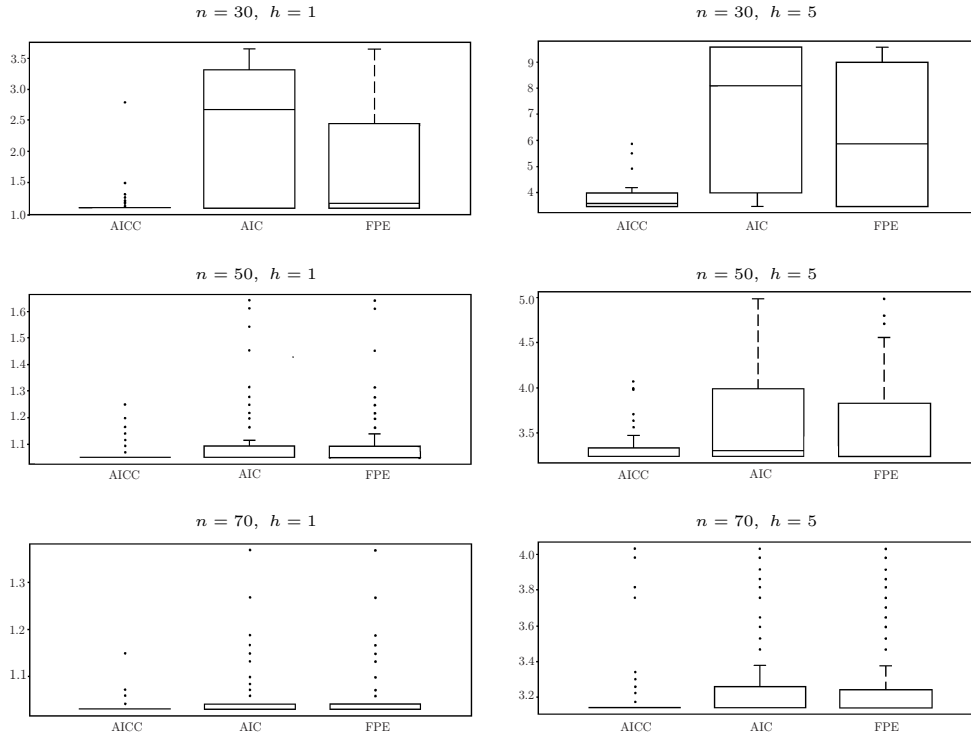 n = 30, h = 1
3.5
3.0
2.5
2.0
1.5
1.0
AICC AIC FPE
n = 30, h = 5
9
8
7
6
5
4
AICC AIC FPE
n = 50, h = 1
1.6
1.5
1.4
1.3
1.2
1.1
AICC AIC FPE
n = 50, h = 5
5.0
4.5
4.0
3.5
AICC AIC FPE
n = 70, h = 1
1.3
1.2
1.1
AICC AIC FPE
n = 70, h = 5
4.0
3.8
3.6
3.4
3.2
AICC AIC FPE